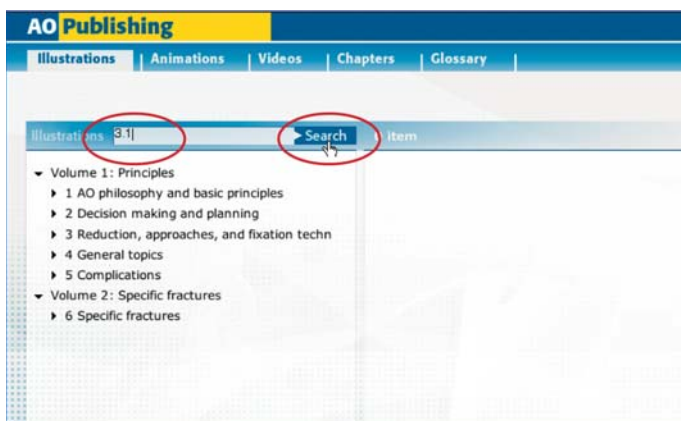 AO Publishing
Illustrations | Animations | Videos | Chapters | Glossary |
Illustrations 3.1 Search item
Volume 1: Principles
1 AO philosophy and basic principles
2 Decision making and planning
3 Reduction, approaches, and fixation techn
4 General topics
5 Complications
Volume 2: Specific fractures
6 Specific fractures